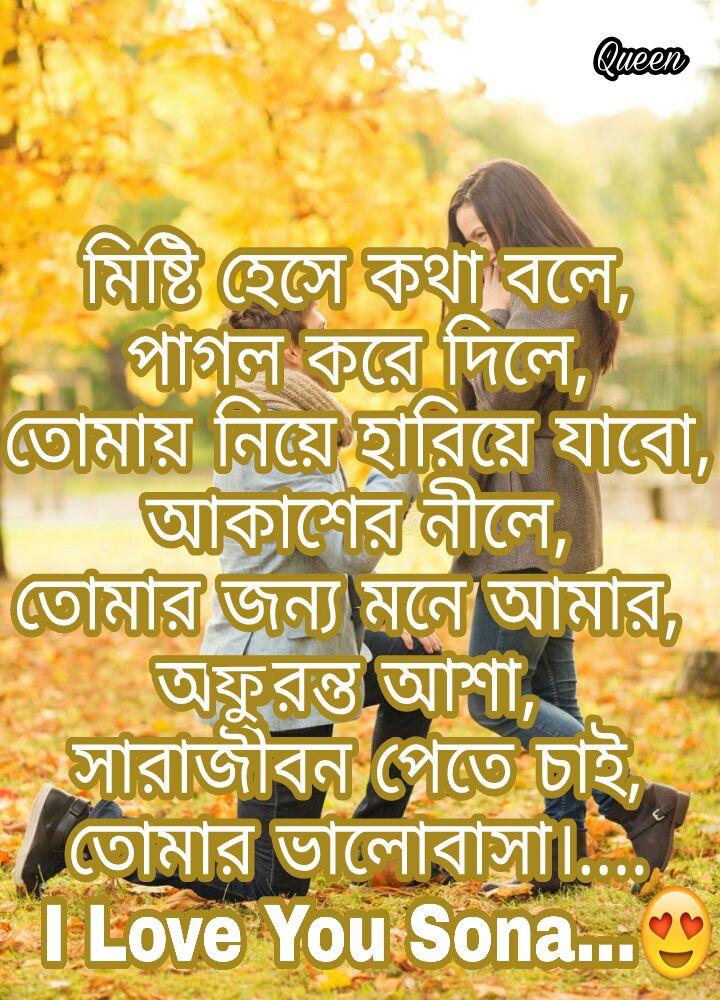 Queen
মিষ্টি হেসে কথা বলে,
পাগল করে দিলে,
তোমায় নিয়ে হারিয়ে যাবো,
আকাশের নীলে,
তোমার জন্য মনে আমার,
অফুরন্ত আশা,
সারাজীবন পেতে চাই,
তোমার ভালোবাসা।....
I Love You Sona...😍